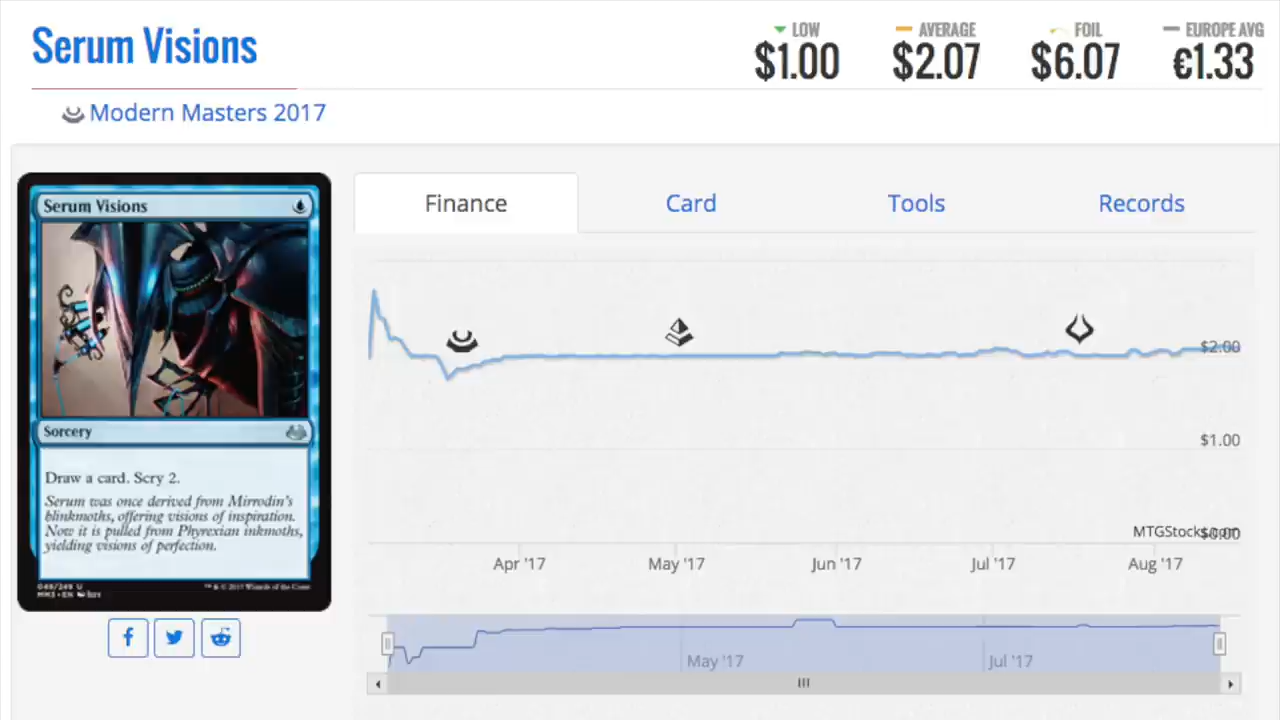 Serum Visions
LOW
AVERAGE
FOIL
EUROPE AVG
$1.00
$2.07
$6.07
€1.33
Modern Masters 2017
Serum Visions
Sorcery
Draw a card. Scry 2.
Serum was once derived from Mirrodin's
blinkmoths, offering visions of inspiration.
Now it is pulled from Phyrexian inkmoths,
yielding visions of perfection.
Finance
Card
Tools
Records
$2.00
$1.00
MTGStocks.com
$0.00
Apr '17
May '17
Jun '17
Jul '17
Aug '17
May '17
Jul '17